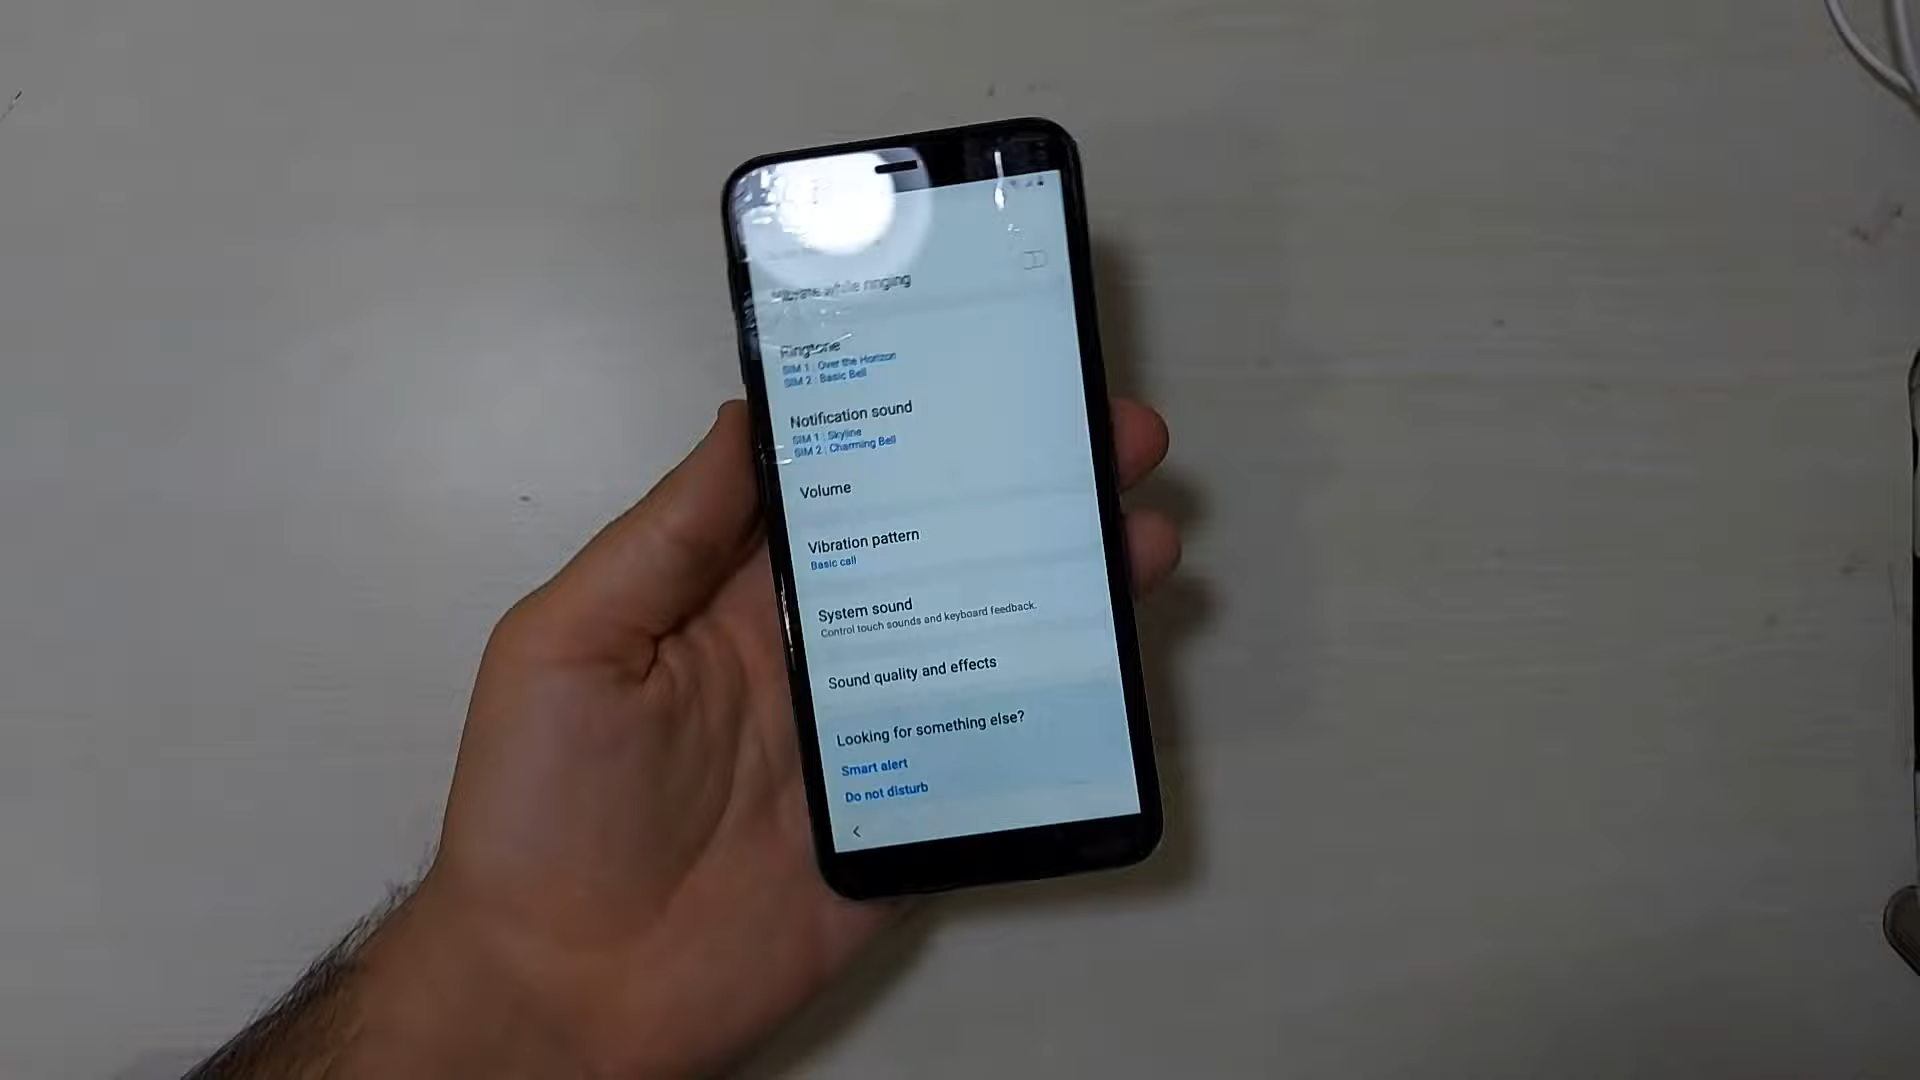 Vibrate while ringing
Ringtone
SIM 1 : Over the Horizon
SIM 2 : Basic Bell
Notification sound
SIM 1 : Skyline
SIM 2 : Charming Bell
Volume
Vibration pattern
Basic call
System sound
Control touch sounds and keyboard feedback.
Sound quality and effects
Looking for something else?
Smart alert
Do not disturb